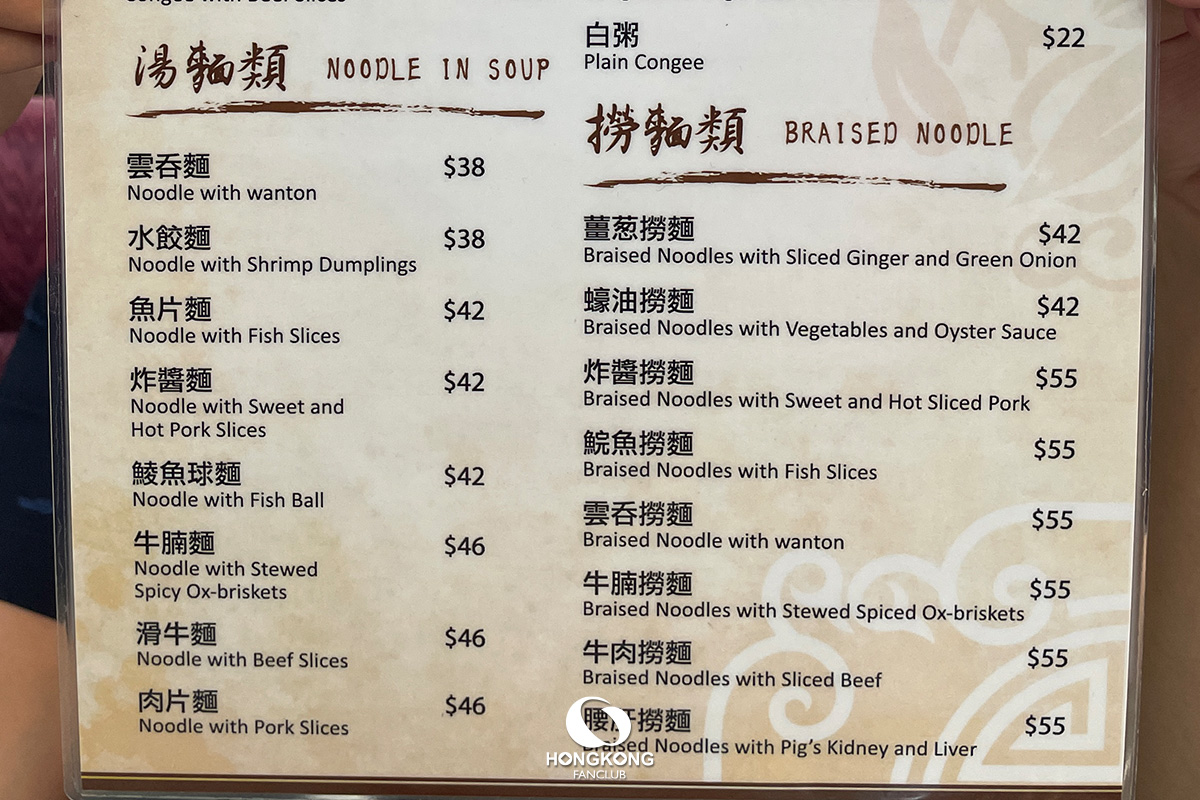 Congee with Beef Slices
湯麵類 NOODLE IN SOUP
雲吞麵 $38
Noodle with wanton
水餃麵 $38
Noodle with Shrimp Dumplings
魚片麵 $42
Noodle with Fish Slices
炸醬麵 $42
Noodle with Sweet and
Hot Pork Slices
鯪魚球麵 $42
Noodle with Fish Ball
牛腩麵 $46
Noodle with Stewed
Spicy Ox-briskets
滑牛麵 $46
Noodle with Beef Slices
肉片麵 $46
Noodle with Pork Slices
白粥 $22
Plain Congee
撈麵類 BRAISED NOODLE
薑葱撈麵 $42
Braised Noodles with Sliced Ginger and Green Onion
蠔油撈麵 $42
Braised Noodles with Vegetables and Oyster Sauce
炸醬撈麵 $55
Braised Noodles with Sweet and Hot Sliced Pork
鯇魚撈麵 $55
Braised Noodles with Fish Slices
雲吞撈麵 $55
Braised Noodle with wanton
牛腩撈麵 $55
Braised Noodles with Stewed Spiced Ox-briskets
牛肉撈麵 $55
Braised Noodles with Sliced Beef
腰肝撈麵 $55
Braised Noodles with Pig's Kidney and Liver
HONGKONG
FANCLUB